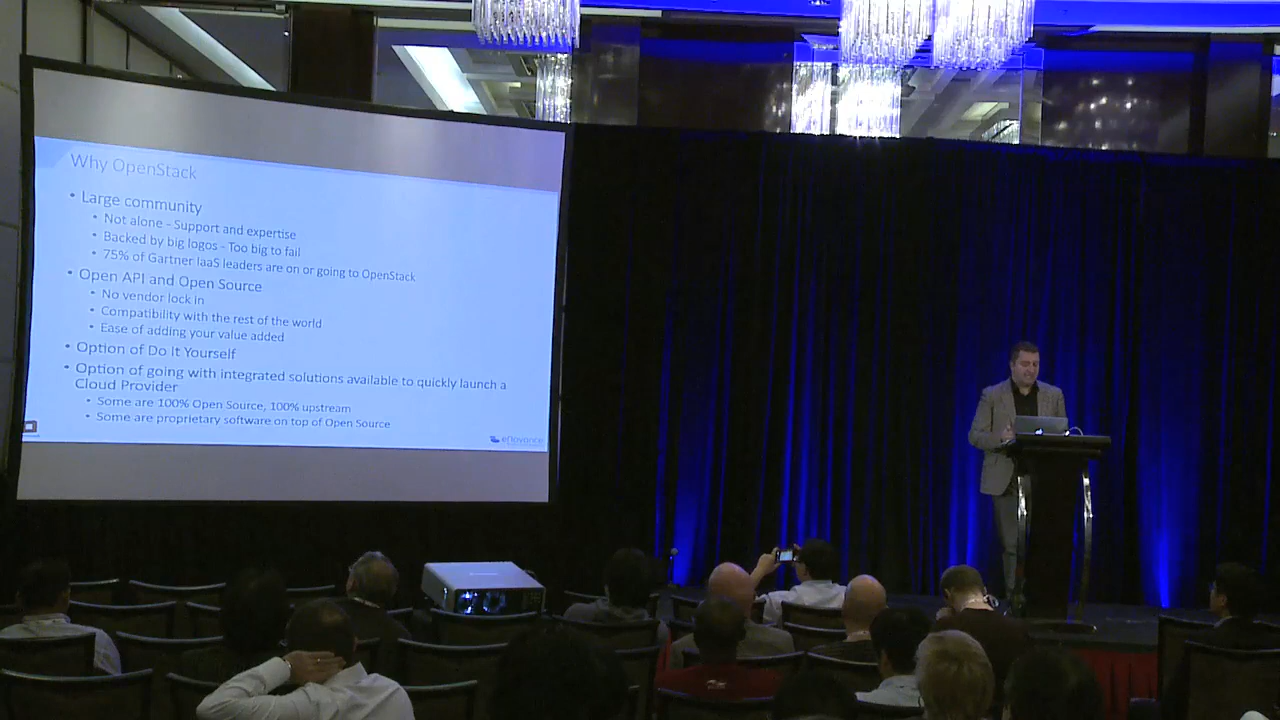 Why OpenStack
• Large community
• Not alone - Support and expertise
• Backed by big logos - Too big to fail
• 75% of Gartner IaaS leaders are on or going to OpenStack
• Open API and Open Source
• No vendor lock in
• Compatibility with the rest of the world
• Ease of adding your value added
• Option of Do It Yourself
• Option of going with integrated solutions available to quickly launch a
Cloud Provider
• Some are 100% Open Source, 100% upstream
• Some are proprietary software on top of Open Source
eNovance